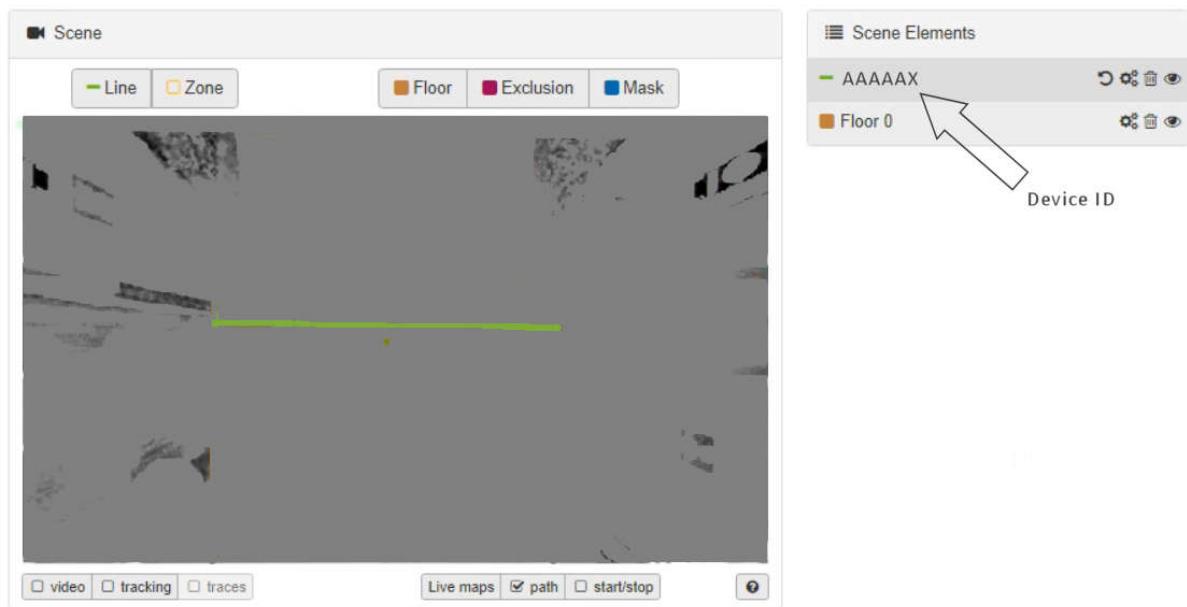 Scene
Line Zone Floor Exclusion Mask
video tracking traces Live maps path start/stop
Scene Elements
AAAAAX
Floor 0
Device ID